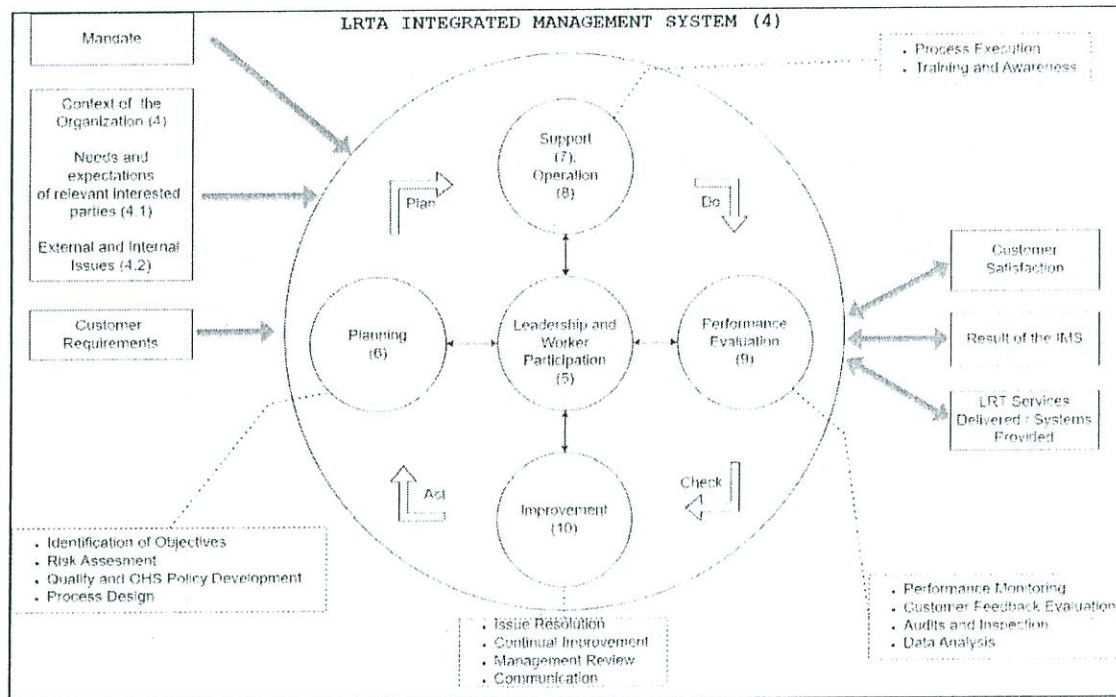 LRTA INTEGRATED MANAGEMENT SYSTEM (4)
Mandate
Context of the
Organization (4)
Needs and
expectations
of relevant interested
parties (4.1)
External and Internal
Issues (4.2)
Customer
Requirements
• Process Execution
• Training and Awareness
Support
(7),
Operation
(8)
Plan
Do
Planning
(6)
Leadership and
Worker
Participation
(5)
Performance
Evaluation
(9)
Act
Check
Improvement
(10)
Customer
Satisfaction
Result of the IMS
LRT Services
Delivered / Systems
Provided
• Identification of Objectives
• Risk Assesment
• Quality and OHS Policy Development
• Process Design
• Issue Resolution
• Continual Improvement
• Management Review
• Communication
• Performance Monitoring
• Customer Feedback Evaluation
• Audits and Inspection
• Data Analysis